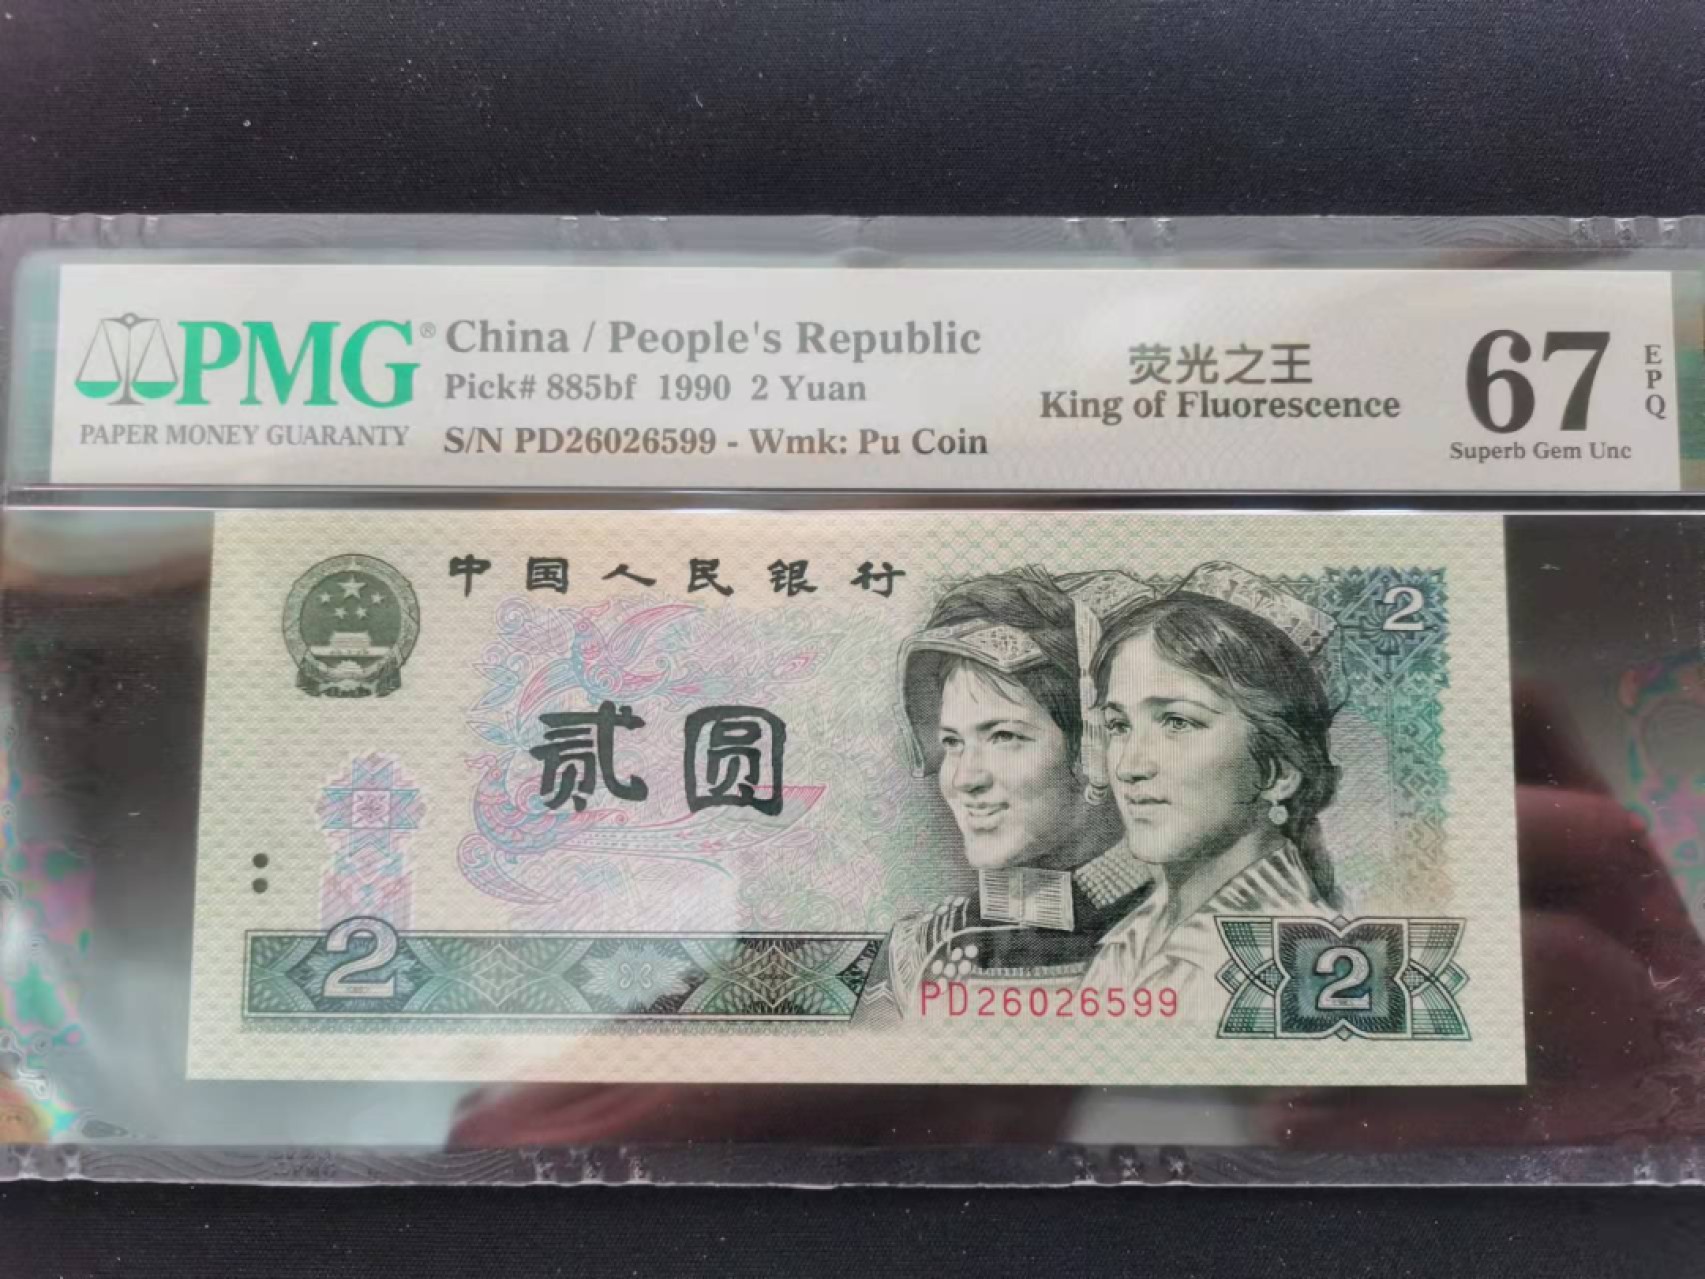 PMG®
PAPER MONEY GUARANTY
China / People's Republic
Pick# 885bf 1990 2 Yuan
S/N PD26026599 - Wmk: Pu Coin
荧光之王
King of Fluorescence
67
EPQ
Superb Gem Unc
中国人民银行
2
贰圆
2
PD26026599
2
PMG